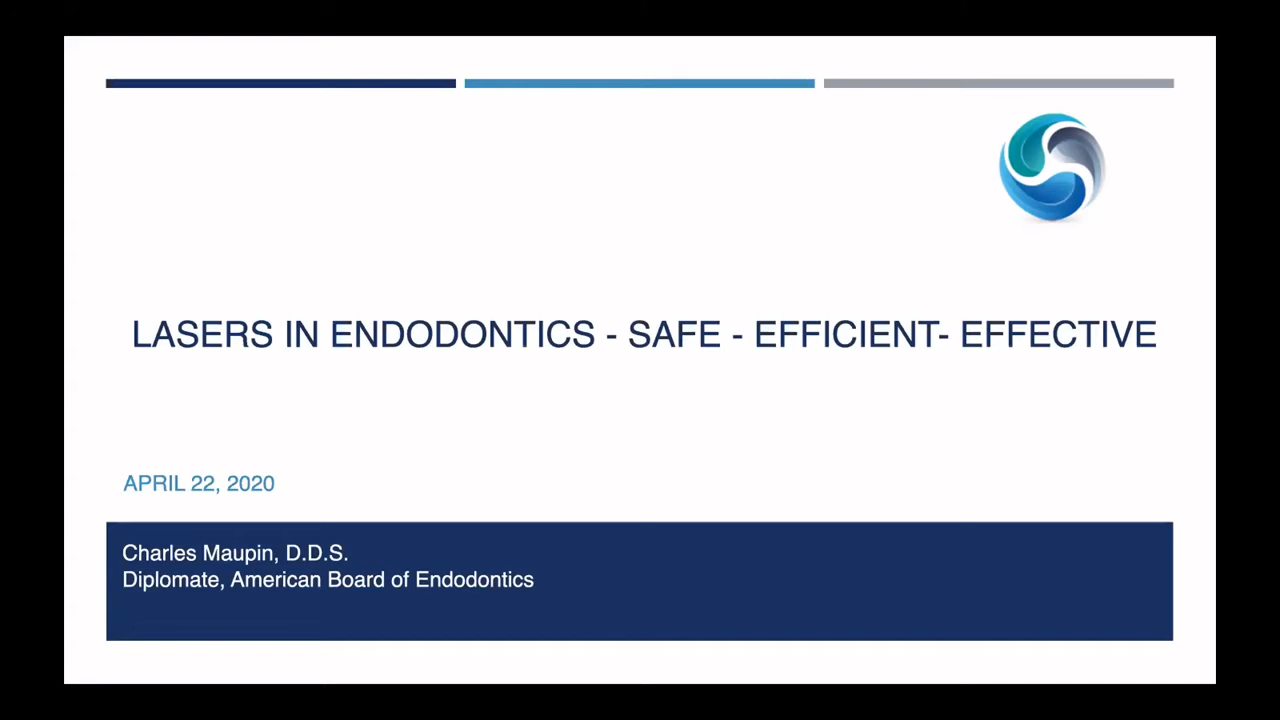 LASERS IN ENDODONTICS - SAFE - EFFICIENT- EFFECTIVE
APRIL 22, 2020
Charles Maupin, D.D.S.
Diplomate, American Board of Endodontics